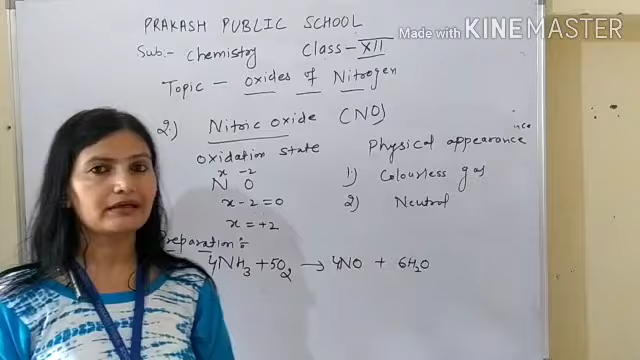 PRAKASH PUBLIC SCHOOL
Made with KINEMASTER
Sub:- Chemistry Class - XII
Topic - Oxides of Nitrogen
2.) Nitric oxide (NO)
oxidation state
x -2
N O
x - 2 = 0
x = +2
Physical appearance
1) Colourless gas
2) Neutral
Preparation :-
4NH3 + 5O2 → 4NO + 6H2O